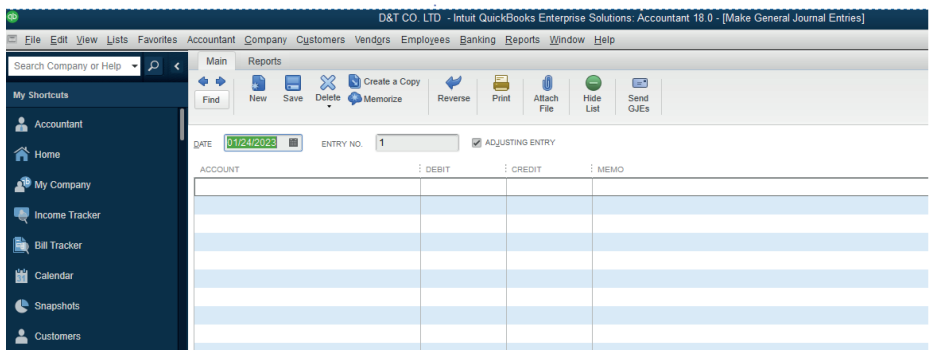 qb
D&T CO. LTD - Intuit QuickBooks Enterprise Solutions: Accountant 18.0 - [Make General Journal Entries]
File Edit View Lists Favorites Accountant Company Customers Vendors Employees Banking Reports Window Help
Search Company or Help
My Shortcuts
Accountant
Home
My Company
Income Tracker
Bill Tracker
Calendar
Snapshots
Customers
Main Reports
Find New Save Delete Create a Copy Memorize Reverse Print Attach File Hide List Send GJEs
DATE 01/24/2023 ENTRY NO. 1 ADJUSTING ENTRY
ACCOUNT DEBIT CREDIT MEMO